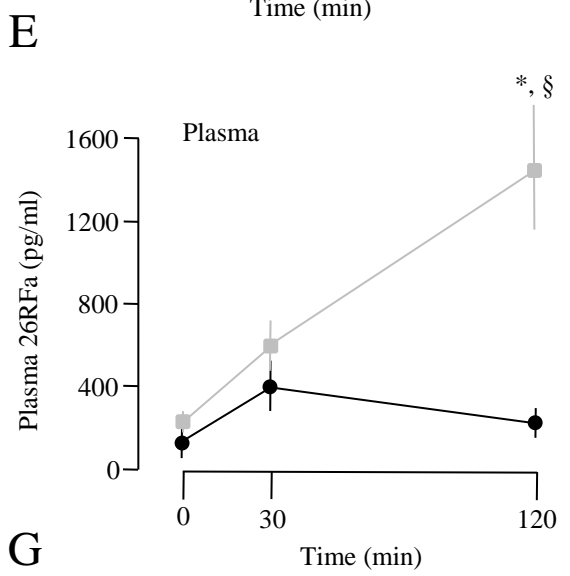 Time (min)
E
*, §
Plasma
1600
1200
800
400
0
Plasma 26RFa (pg/ml)
0 30 120
Time (min)
G